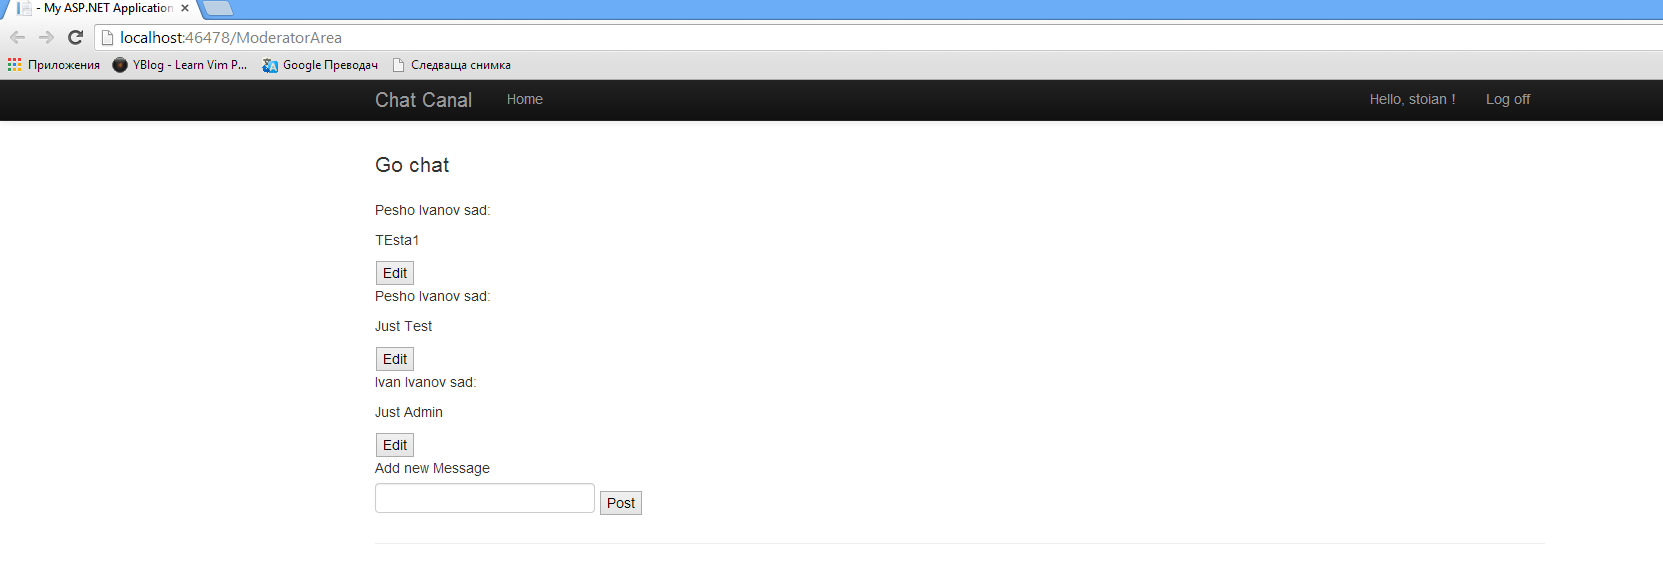 - My ASP.NET Application
localhost:46478/ModeratorArea
Приложения YBlog - Learn Vim P... Google Преводач Следваща снимка
Chat Canal Home Hello, stoian ! Log off
Go chat
Pesho Ivanov sad:
TEsta1
Edit
Pesho Ivanov sad:
Just Test
Edit
Ivan Ivanov sad:
Just Admin
Edit
Add new Message
Post